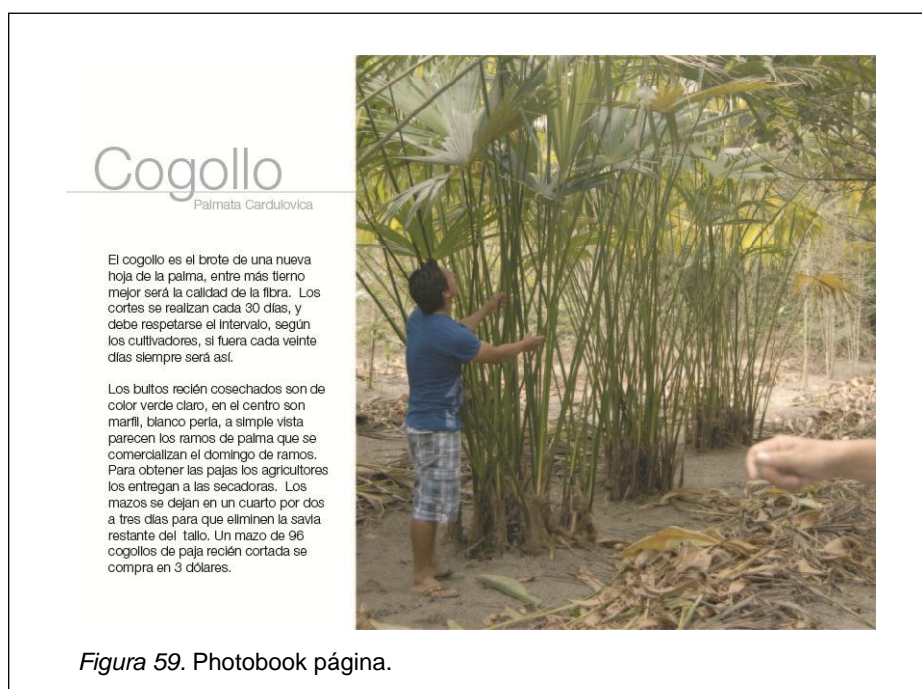 Cogollo
Palmata Cardulovica
El cogollo es el brote de una nueva
hoja de la palma, entre más tierno
mejor será la calidad de la fibra. Los
cortes se realizan cada 30 días, y
debe respetarse el intervalo, según
los cultivadores, si fuera cada veinte
días siempre será así.
Los bultos recién cosechados son de
color verde claro, en el centro son
marfil, blanco perla, a simple vista
parecen los ramos de palma que se
comercializan el domingo de ramos.
Para obtener las pajas los agricultores
los entregan a las secadoras. Los
mazos se dejan en un cuarto por dos
a tres días para que eliminen la savia
restante del tallo. Un mazo de 96
cogollos de paja recién cortada se
compra en 3 dólares.
Figura 59. Photobook página.